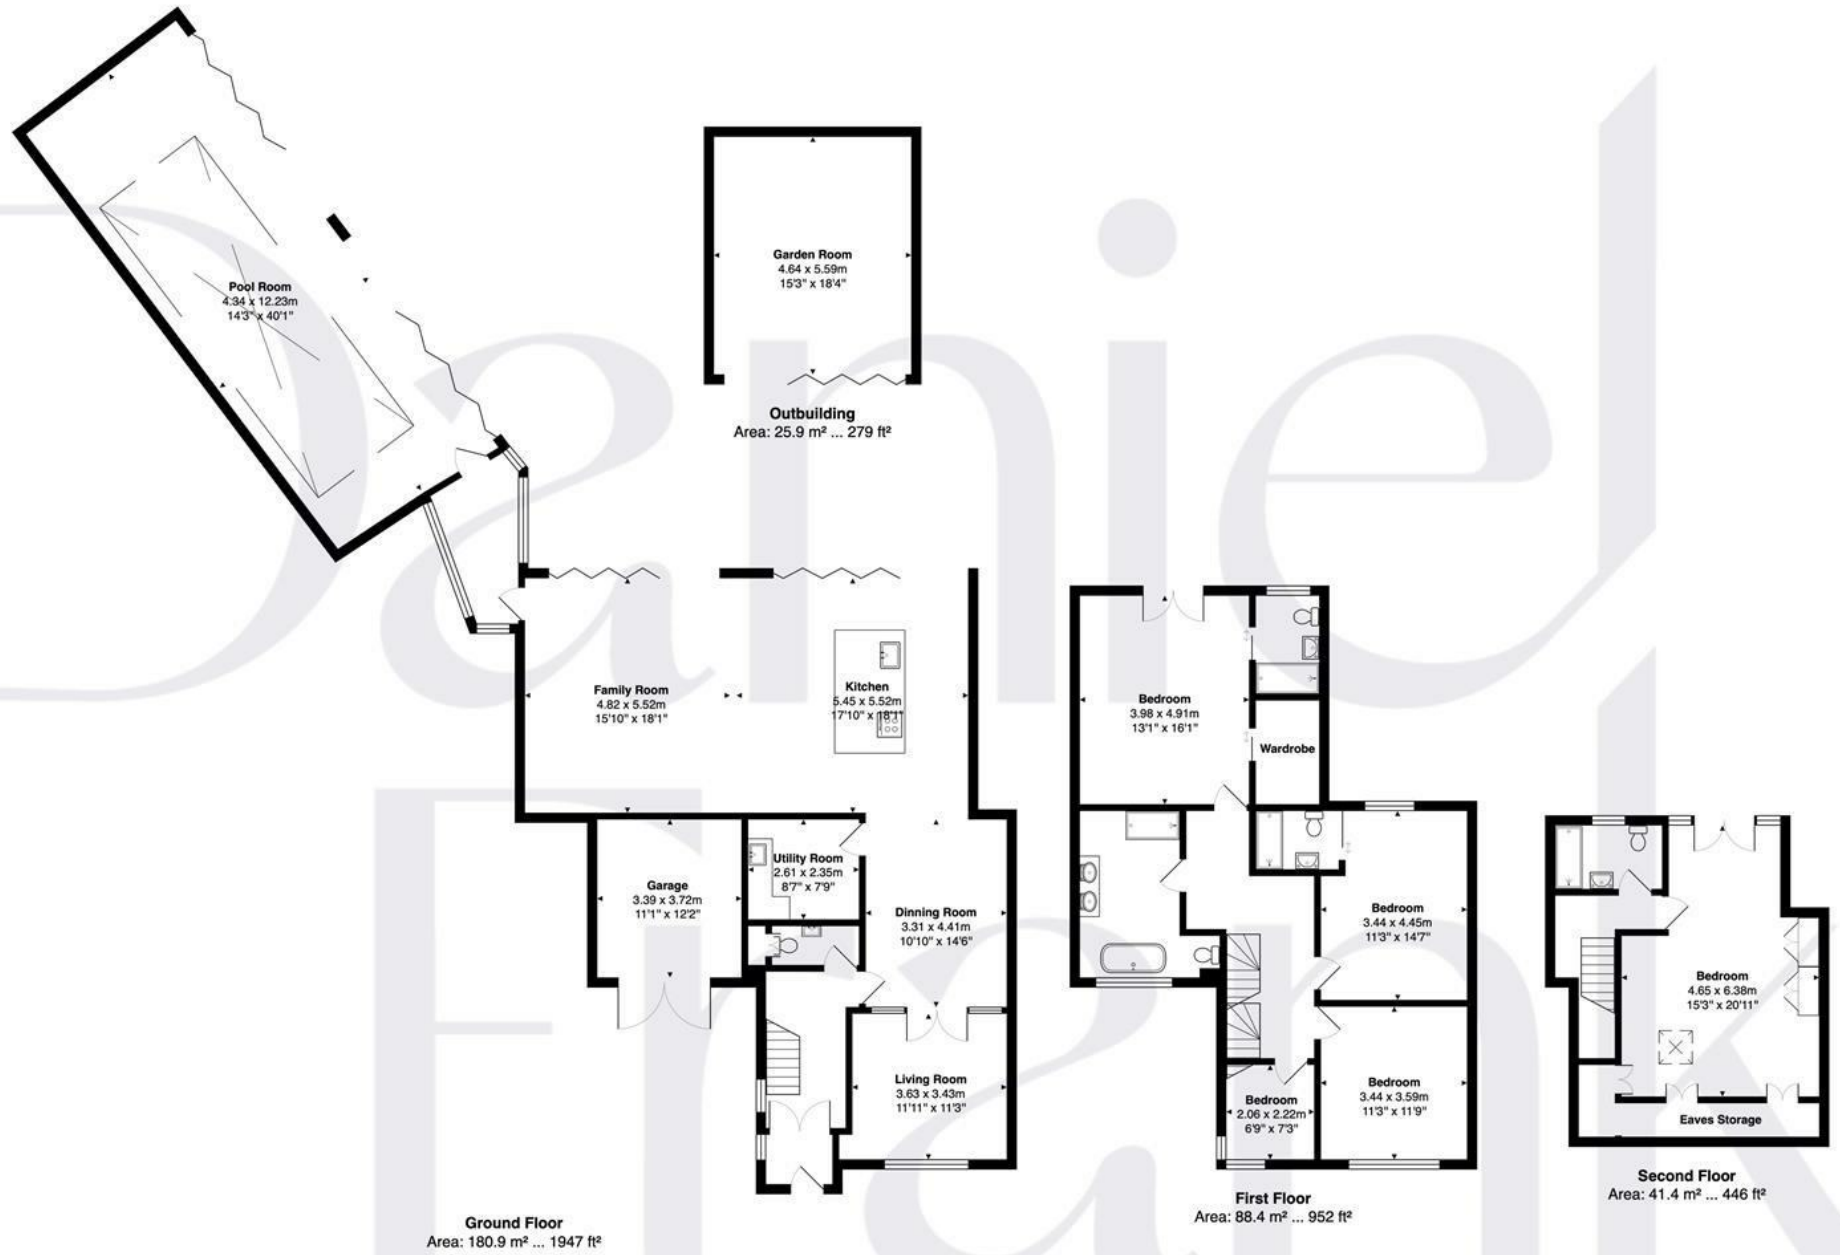 Daniel
Frank
Pool Room
4.34 x 12.23m
14'3" x 40'1"
Garden Room
4.64 x 5.59m
15'3" x 18'4"
Outbuilding
Area: 25.9 m² ... 279 ft²
Family Room
4.82 x 5.52m
15'10" x 18'1"
Kitchen
5.45 x 5.52m
17'10" x 18'1"
Garage
3.39 x 3.72m
11'1" x 12'2"
Utility Room
2.61 x 2.35m
8'7" x 7'9"
Dinning Room
3.31 x 4.41m
10'10" x 14'6"
Living Room
3.63 x 3.43m
11'11" x 11'3"
Ground Floor
Area: 180.9 m² ... 1947 ft²
Bedroom
3.98 x 4.91m
13'1" x 16'1"
Wardrobe
Bedroom
3.44 x 4.45m
11'3" x 14'7"
Bedroom
3.44 x 3.59m
11'3" x 11'9"
Bedroom
2.06 x 2.22m
6'9" x 7'3"
First Floor
Area: 88.4 m² ... 952 ft²
Bedroom
4.65 x 6.38m
15'3" x 20'11"
Eaves Storage
Second Floor
Area: 41.4 m² ... 446 ft²